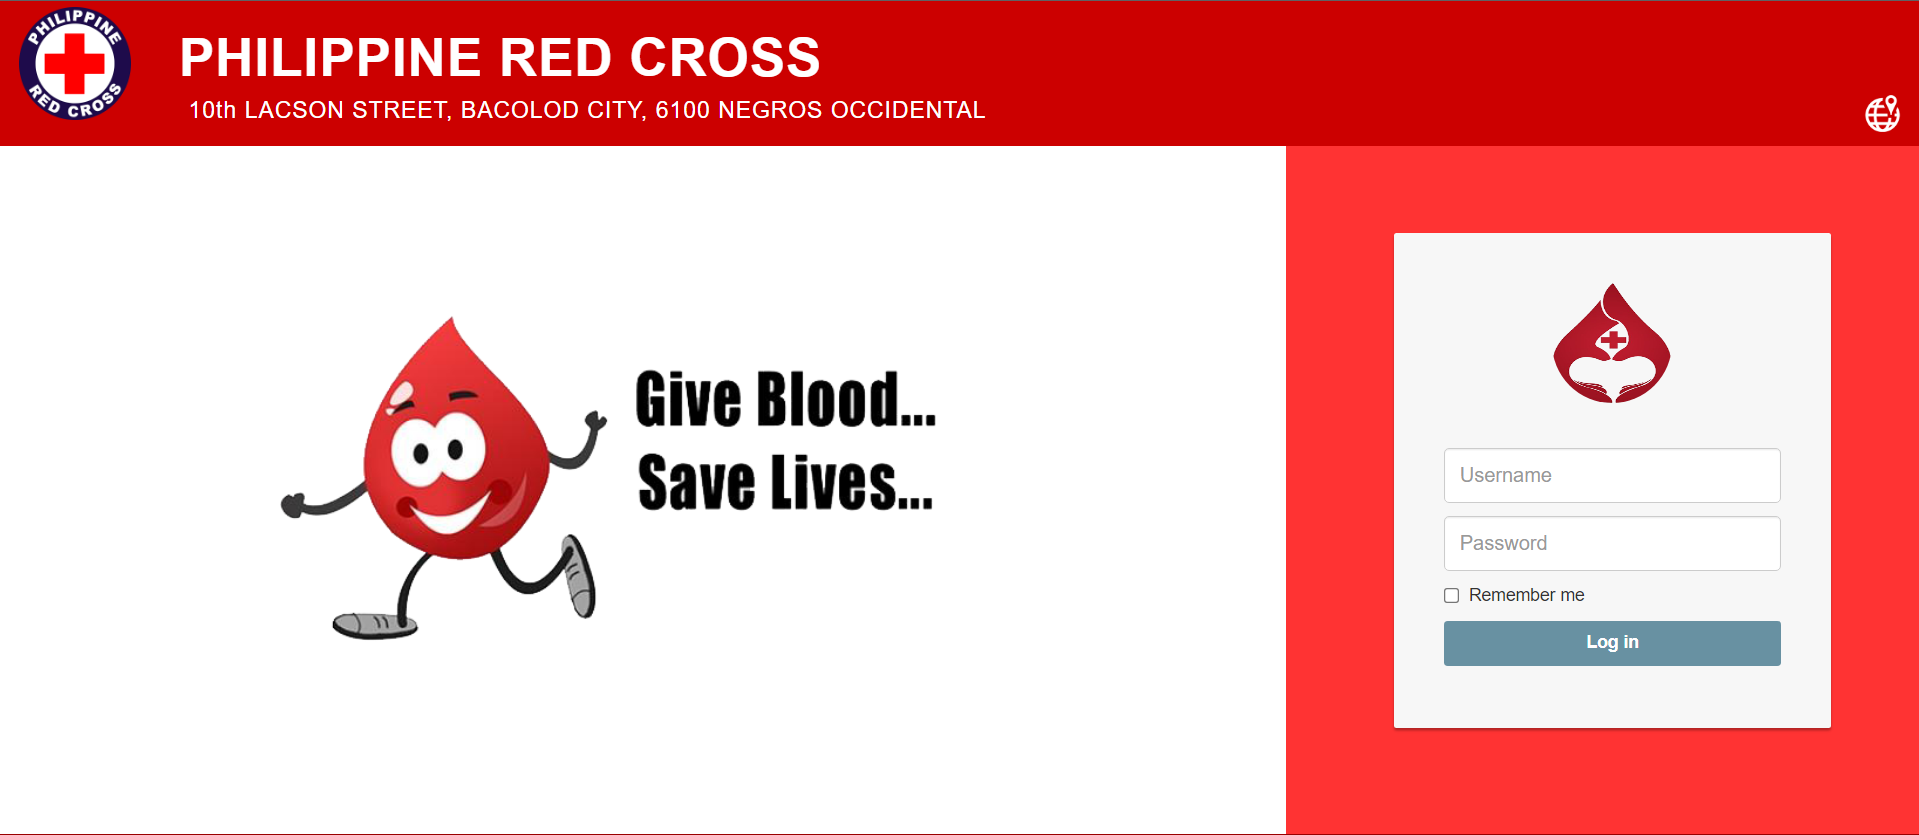 PHILIPPINE
RED CROSS
PHILIPPINE RED CROSS
10th LACSON STREET, BACOLOD CITY, 6100 NEGROS OCCIDENTAL
Give Blood...
Save Lives...
Username
Password
Remember me
Log in